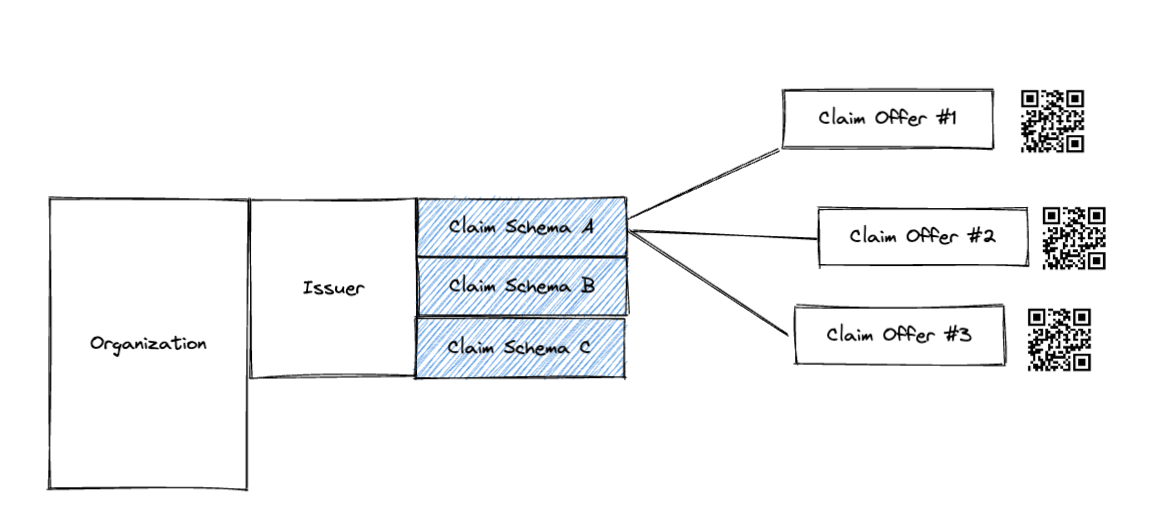 Claim Offer #1
Claim Schema A
Claim Offer #2
Issuer
Claim Schema B
Organization
Claim Schema C
Claim Offer #3